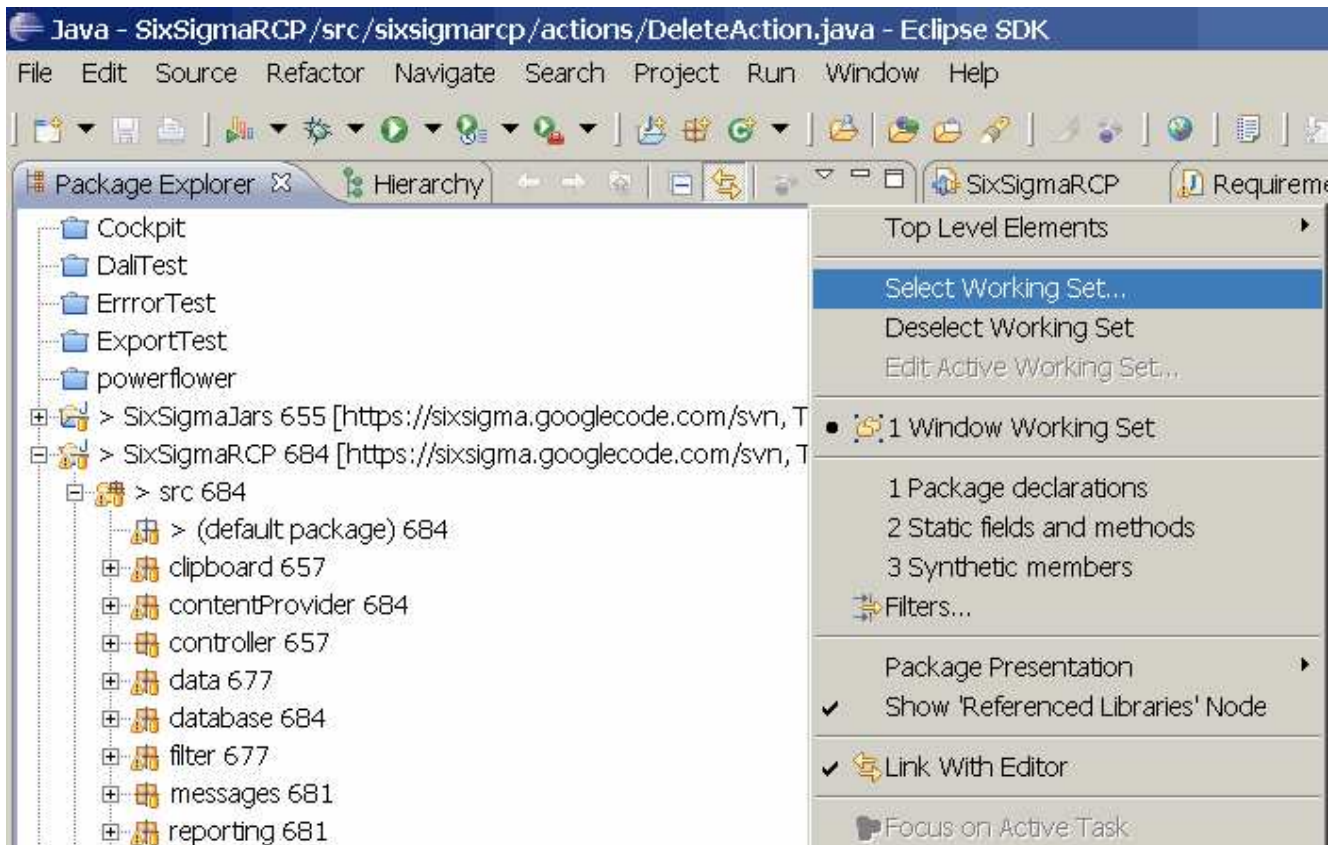 Java - SixSigmaRCP/src/sixsigmarcp/actions/DeleteAction.java - Eclipse SDK
File Edit Source Refactor Navigate Search Project Run Window Help
Package Explorer Hierarchy SixSigmaRCP Requireme
Cockpit
DaliTest
ErrrorTest
ExportTest
powerflower
> SixSigmaJars 655 [https://sixsigma.googlecode.com/svn, T
> SixSigmaRCP 684 [https://sixsigma.googlecode.com/svn, T
> src 684
> (default package) 684
clipboard 657
contentProvider 684
controller 657
data 677
database 684
filter 677
messages 681
reporting 681
Top Level Elements
Select Working Set...
Deselect Working Set
Edit Active Working Set...
1 Window Working Set
1 Package declarations
2 Static fields and methods
3 Synthetic members
Filters...
Package Presentation
Show 'Referenced Libraries' Node
Link With Editor
Focus on Active Task